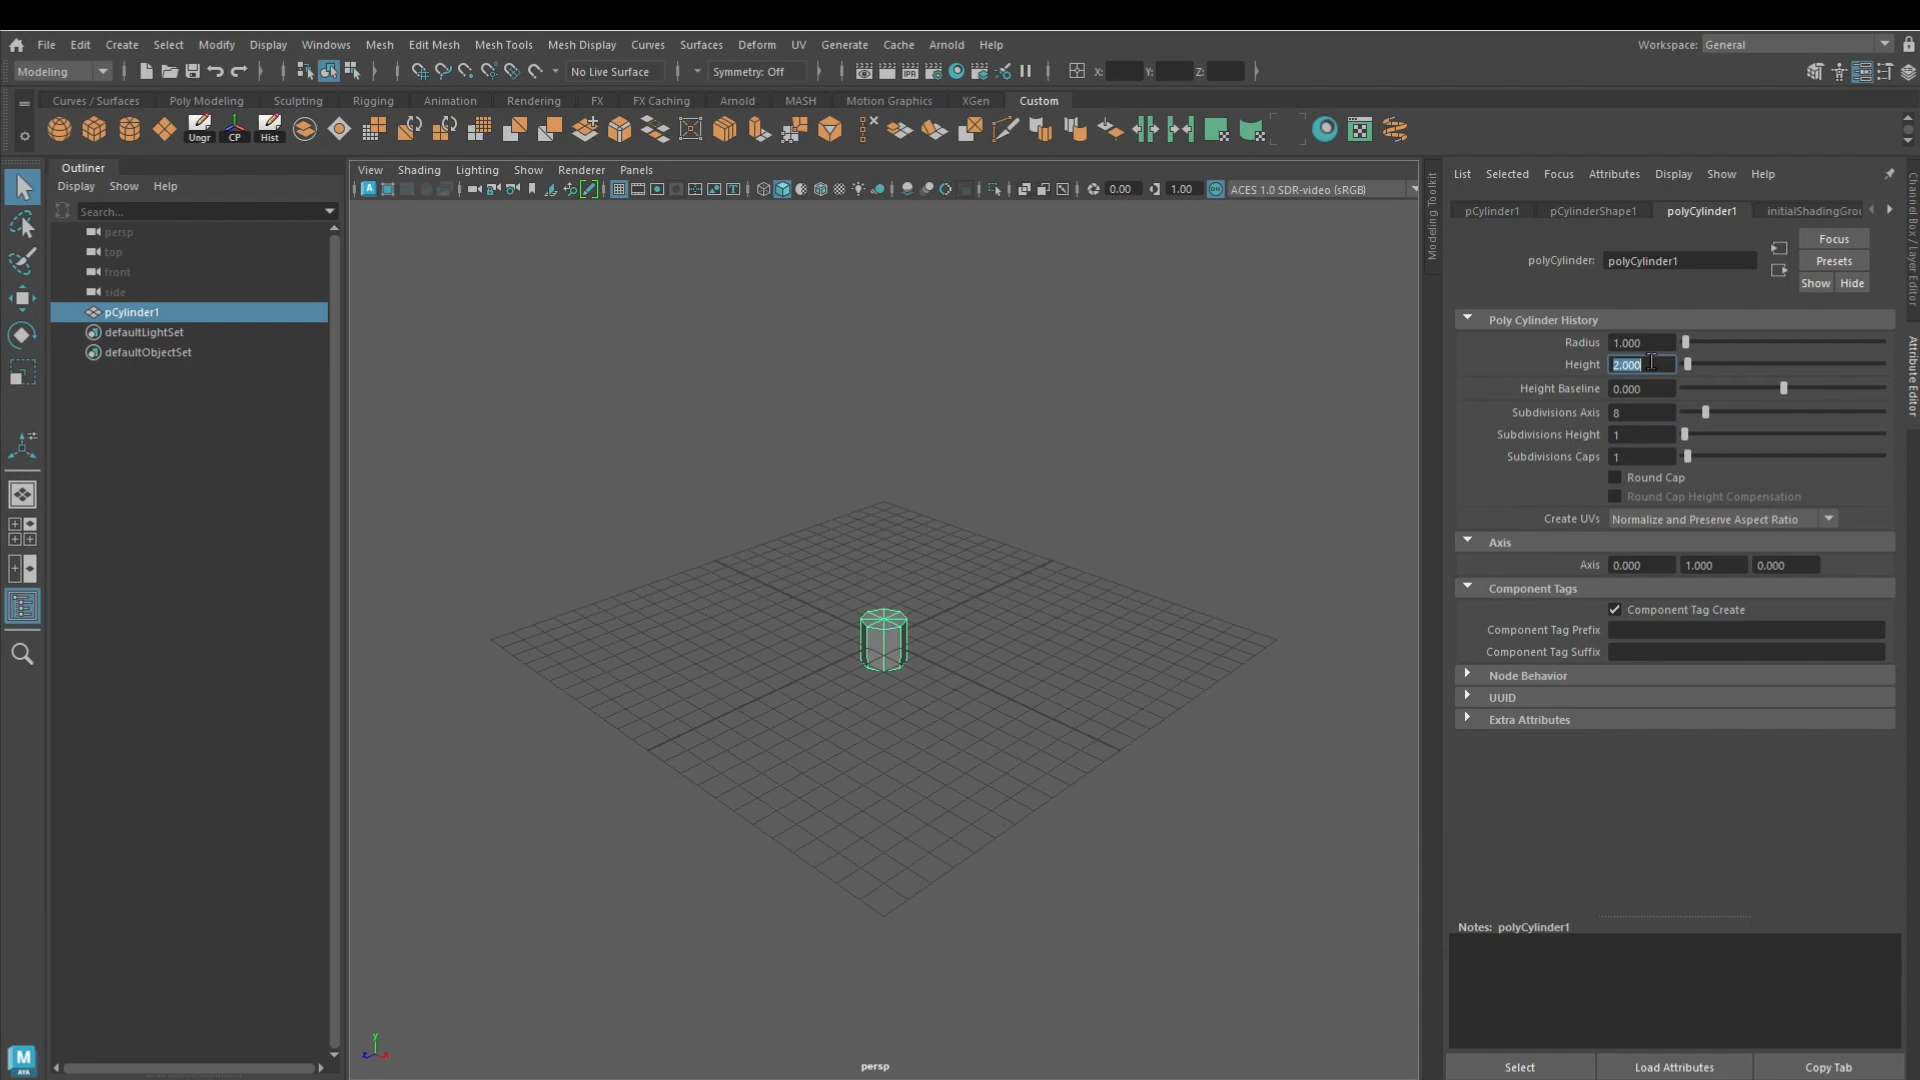 File Edit Create Select Modify Display Windows Mesh Edit Mesh Mesh Tools Mesh Display Curves Surfaces Deform UV Generate Cache Arnold Help Workspace: General
Modeling No Live Surface Symmetry: Off X: Y: Z:
Curves / Surfaces Poly Modeling Sculpting Rigging Animation Rendering FX FX Caching Arnold MASH Motion Graphics XGen Custom
Ungr CP Hist
Outliner
Display Show Help
Search...
persp
top
front
side
pCylinder1
defaultLightSet
defaultObjectSet
View Shading Lighting Show Renderer Panels
0.00 1.00 ACES 1.0 SDR-video (sRGB)
persp
y
z x
Modeling Toolkit
List Selected Focus Attributes Display Show Help
pCylinder1 pCylinderShape1 polyCylinder1 initialShadingGrou
polyCylinder: polyCylinder1
Focus
Presets
Show Hide
Poly Cylinder History
Radius 1.000
Height 2.000
Height Baseline 0.000
Subdivisions Axis 8
Subdivisions Height 1
Subdivisions Caps 1
Round Cap
Round Cap Height Compensation
Create UVs Normalize and Preserve Aspect Ratio
Axis
Axis 0.000 1.000 0.000
Component Tags
Component Tag Create
Component Tag Prefix
Component Tag Suffix
Node Behavior
UUID
Extra Attributes
Notes: polyCylinder1
Select Load Attributes Copy Tab
Channel Box / Layer Editor
Attribute Editor
M
AYA